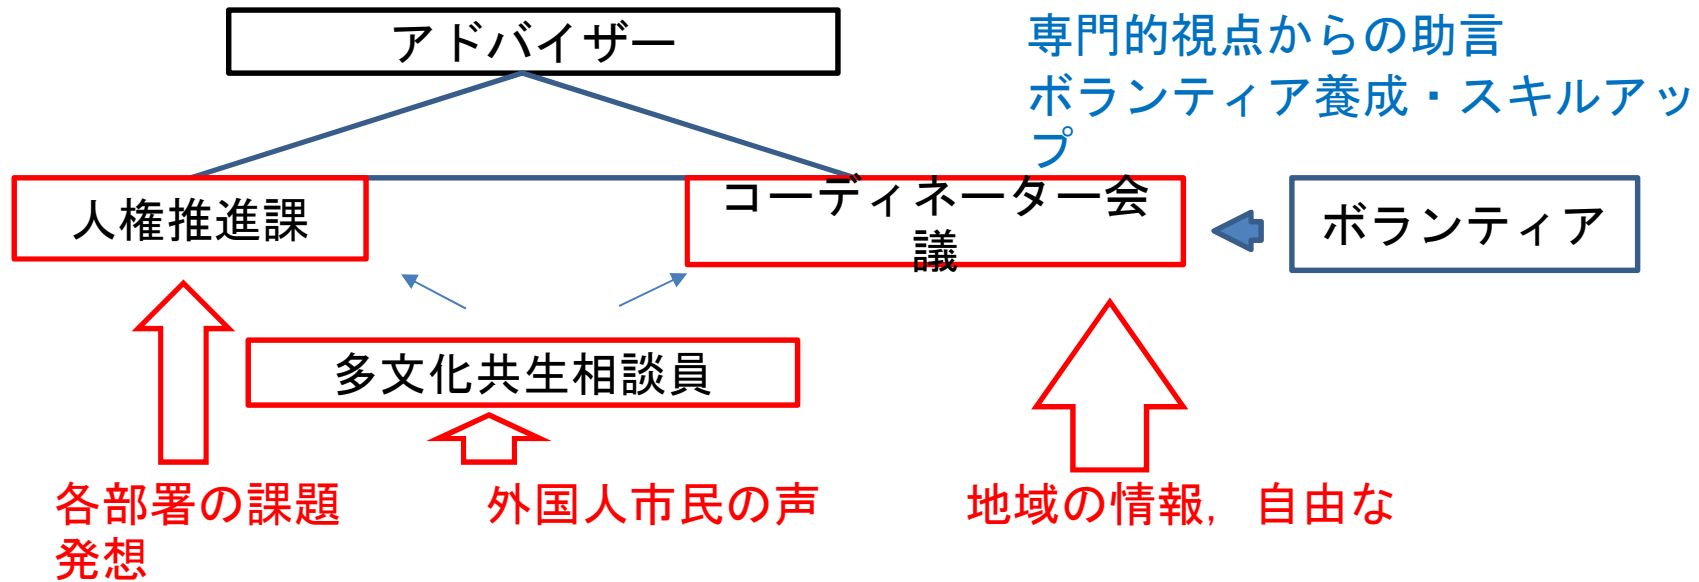 アドバイザー
専門的視点からの助言
ボランティア養成・スキルアッ
プ
人権推進課
コーディネーター会
議
ボランティア
多文化共生相談員
各部署の課題
発想
外国人市民の声
地域の情報，自由な